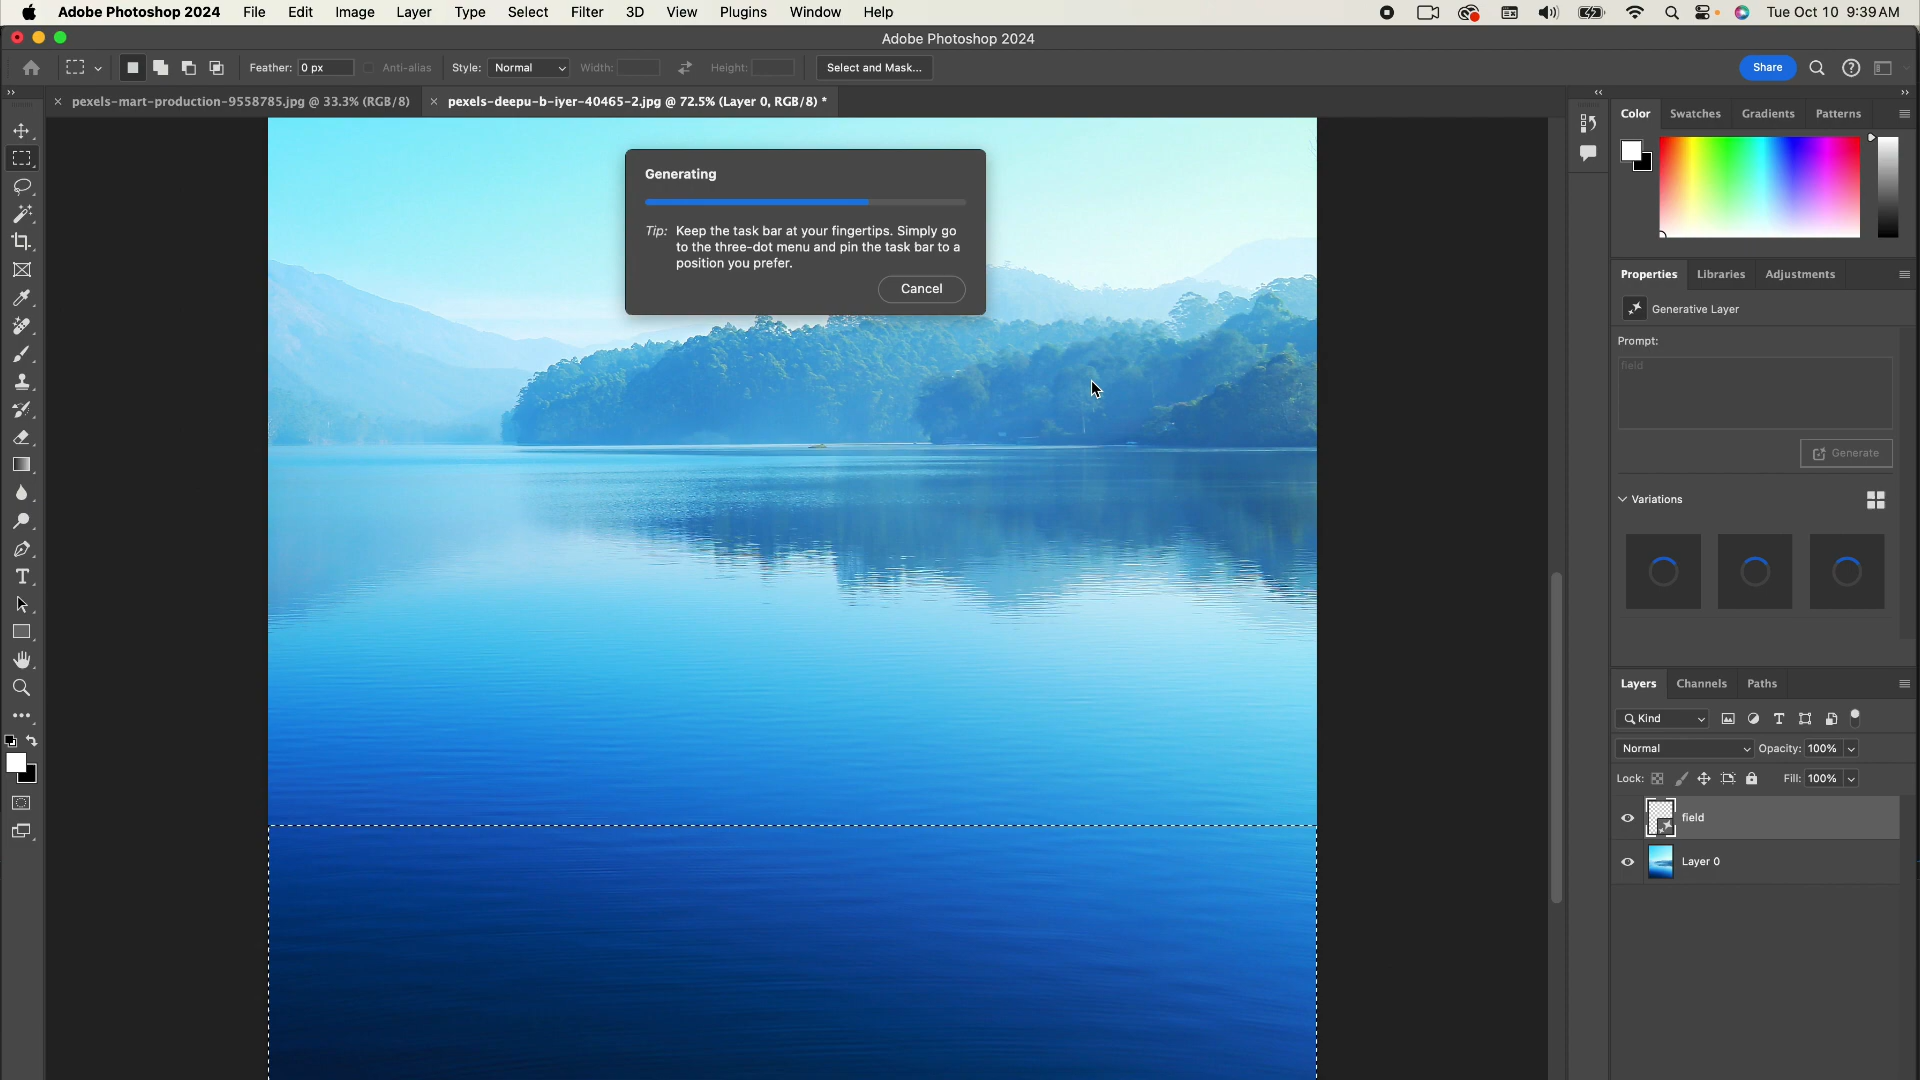 Adobe Photoshop 2024 File Edit Image Layer Type Select Filter 3D View Plugins Window Help Tue Oct 10 9:39 AM
Adobe Photoshop 2024
Feather: 0 px Anti-alias Style: Normal Width: Height: Select and Mask... Share
pexels-mart-production-9558785.jpg @ 33.3% (RGB/8) pexels-deepu-b-iyer-40465-2.jpg @ 72.5% (Layer 0, RGB/8) *
Color Swatches Gradients Patterns
Generating
Tip: Keep the task bar at your fingertips. Simply go
to the three-dot menu and pin the task bar to a
position you prefer.
Cancel
Properties Libraries Adjustments
Generative Layer
Prompt:
field
Generate
Variations
Layers Channels Paths
Kind
Normal Opacity: 100%
Lock: Fill: 100%
field
Layer 0